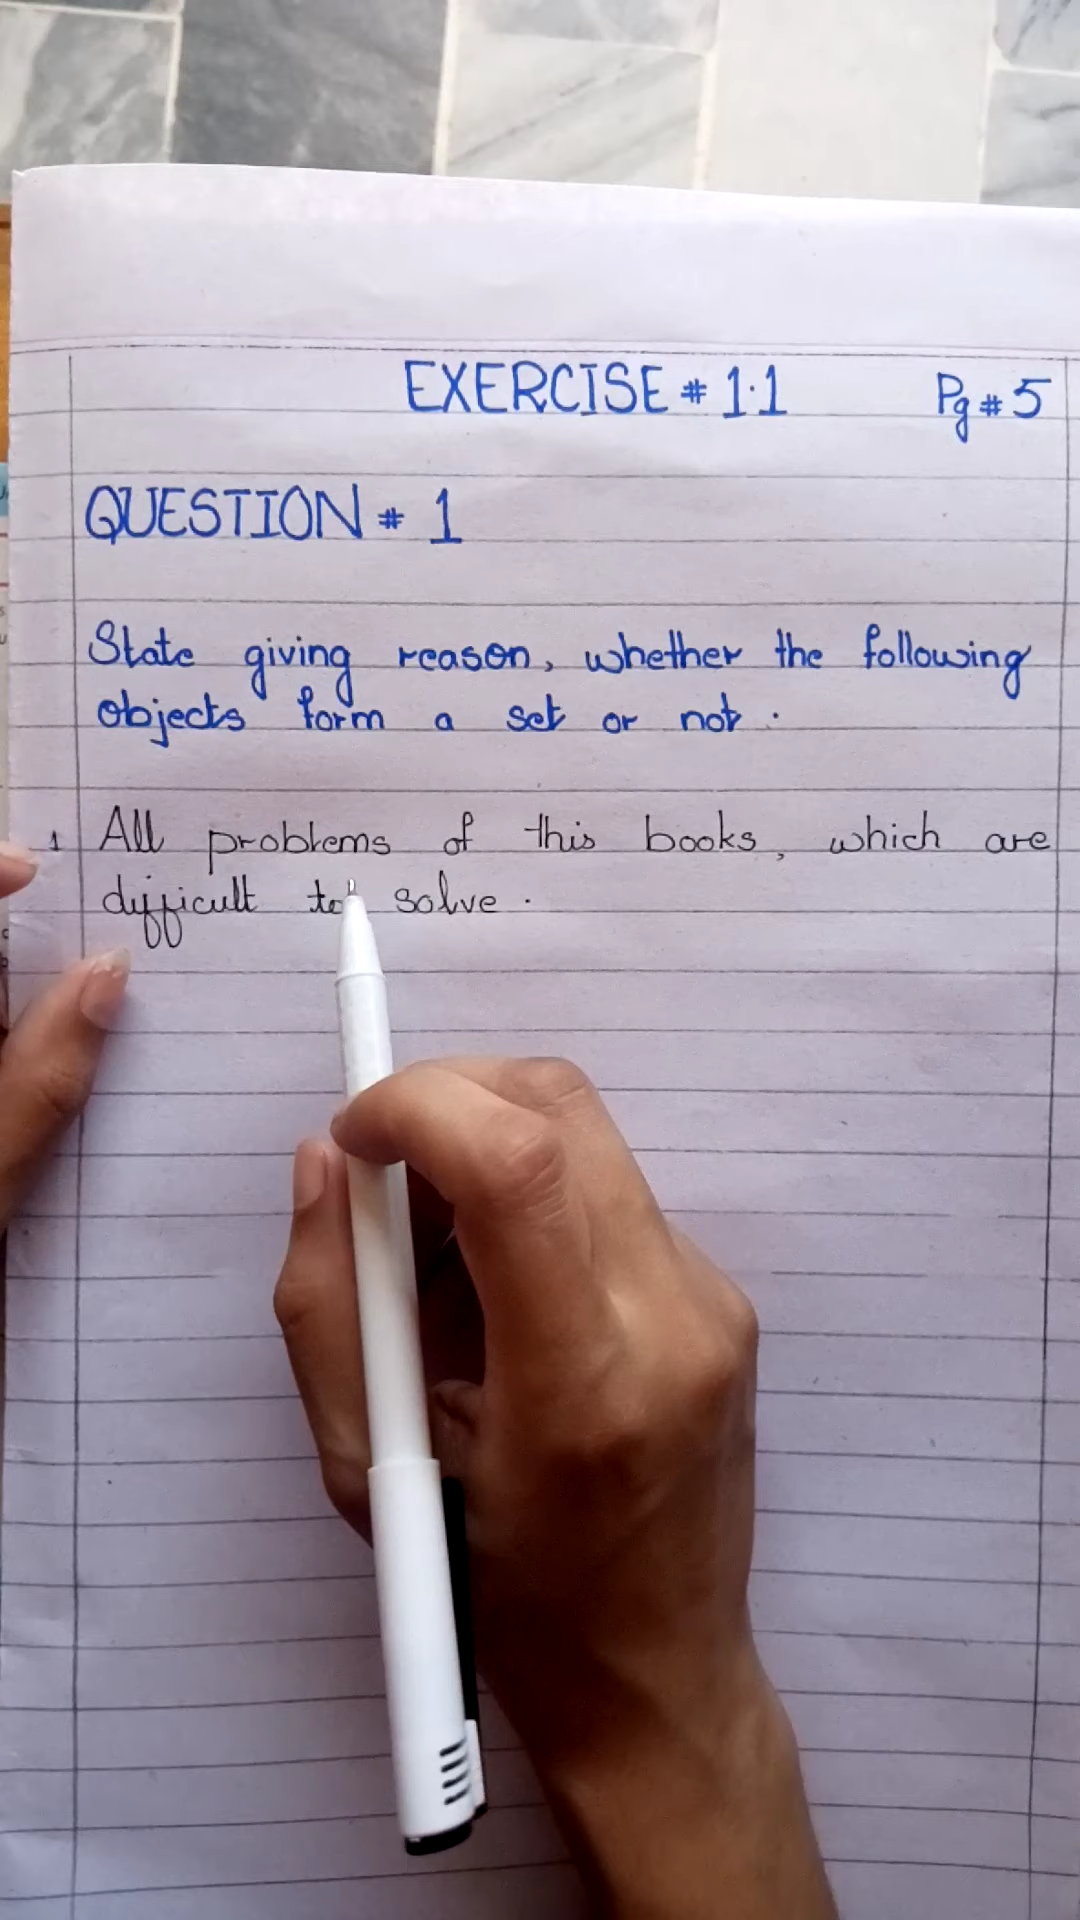 EXERCISE # 1.1 Pg # 5
QUESTION # 1
State giving reason, whether the following
objects form a set or not.
1 All problems of this books, which are
difficult to solve.